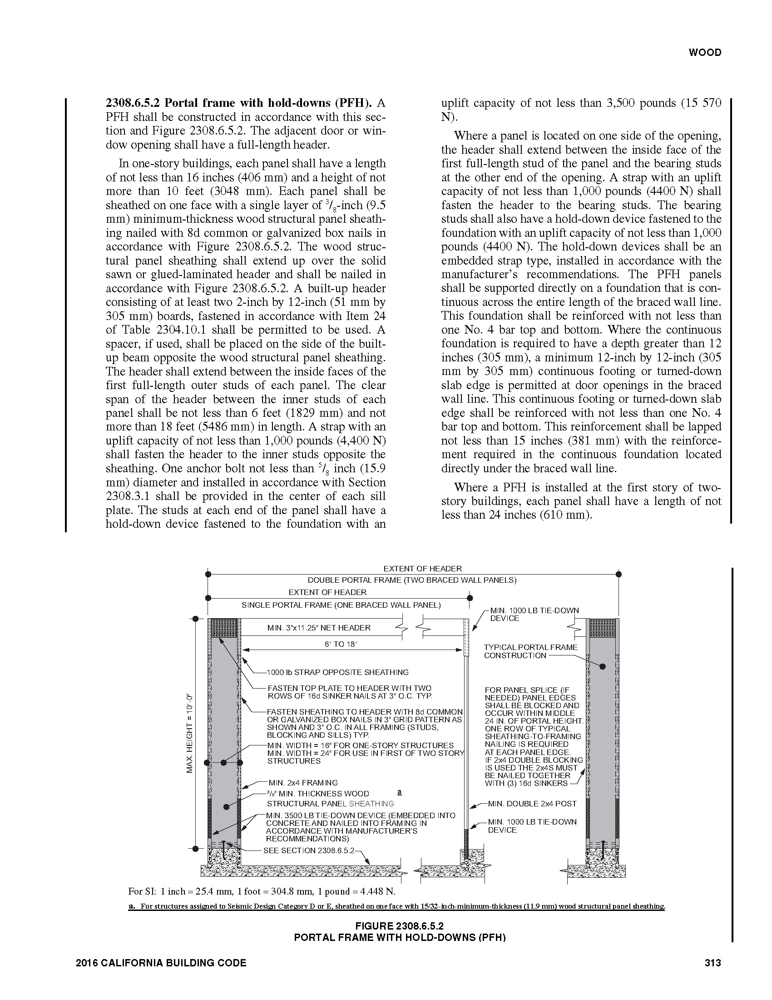 WOOD
2308.6.5.2 Portal frame with hold-downs (PFH). A
PFH shall be constructed in accordance with this sec-
tion and Figure 2308.6.5.2. The adjacent door or win-
dow opening shall have a full-length header.
In one-story buildings, each panel shall have a length
of not less than 16 inches (406 mm) and a height of not
more than 10 feet (3048 mm). Each panel shall be
sheathed on one face with a single layer of 3/8-inch (9.5
mm) minimum-thickness wood structural panel sheath-
ing nailed with 8d common or galvanized box nails in
accordance with Figure 2308.6.5.2. The wood struc-
tural panel sheathing shall extend up over the solid
sawn or glued-laminated header and shall be nailed in
accordance with Figure 2308.6.5.2. A built-up header
consisting of at least two 2-inch by 12-inch (51 mm by
305 mm) boards, fastened in accordance with Item 24
of Table 2304.10.1 shall be permitted to be used. A
spacer, if used, shall be placed on the side of the built-
up beam opposite the wood structural panel sheathing.
The header shall extend between the inside faces of the
first full-length outer studs of each panel. The clear
span of the header between the inner studs of each
panel shall be not less than 6 feet (1829 mm) and not
more than 18 feet (5486 mm) in length. A strap with an
uplift capacity of not less than 1,000 pounds (4,400 N)
shall fasten the header to the inner studs opposite the
sheathing. One anchor bolt not less than 5/8 inch (15.9
mm) diameter and installed in accordance with Section
2308.3.1 shall be provided in the center of each sill
plate. The studs at each end of the panel shall have a
hold-down device fastened to the foundation with an
uplift capacity of not less than 3,500 pounds (15 570
N).
Where a panel is located on one side of the opening,
the header shall extend between the inside face of the
first full-length stud of the panel and the bearing studs
at the other end of the opening. A strap with an uplift
capacity of not less than 1,000 pounds (4400 N) shall
fasten the header to the bearing studs. The bearing
studs shall also have a hold-down device fastened to the
foundation with an uplift capacity of not less than 1,000
pounds (4400 N). The hold-down devices shall be an
embedded strap type, installed in accordance with the
manufacturer's recommendations. The PFH panels
shall be supported directly on a foundation that is con-
tinuous across the entire length of the braced wall line.
This foundation shall be reinforced with not less than
one No. 4 bar top and bottom. Where the continuous
foundation is required to have a depth greater than 12
inches (305 mm), a minimum 12-inch by 12-inch (305
mm by 305 mm) continuous footing or turned-down
slab edge is permitted at door openings in the braced
wall line. This continuous footing or turned-down slab
edge shall be reinforced with not less than one No. 4
bar top and bottom. This reinforcement shall be lapped
not less than 15 inches (381 mm) with the reinforce-
ment required in the continuous foundation located
directly under the braced wall line.
Where a PFH is installed at the first story of two-
story buildings, each panel shall have a length of not
less than 24 inches (610 mm).
EXTENT OF HEADER
DOUBLE PORTAL FRAME (TWO BRACED WALL PANELS)
EXTENT OF HEADER
SINGLE PORTAL FRAME (ONE BRACED WALL PANEL)
MIN. 1000 LB TIE-DOWN
DEVICE
MIN. 3"x11.25" NET HEADER
6' TO 18'
TYPICAL PORTAL FRAME
CONSTRUCTION
1000 lb STRAP OPPOSITE SHEATHING
FASTEN TOP PLATE TO HEADER WITH TWO
ROWS OF 16d SINKER NAILS AT 3" O.C. TYP.
FASTEN SHEATHING TO HEADER WITH 8d COMMON
OR GALVANIZED BOX NAILS IN 3" GRID PATTERN AS
SHOWN AND 3" O.C. IN ALL FRAMING (STUDS,
BLOCKING AND SILLS) TYP.
MIN. WIDTH = 16" FOR ONE-STORY STRUCTURES
MIN. WIDTH = 24" FOR USE IN FIRST OF TWO STORY
STRUCTURES
MAX. HEIGHT = 10'-0"
FOR PANEL SPLICE (IF
NEEDED) PANEL EDGES
SHALL BE BLOCKED AND
OCCUR WITHIN MIDDLE
24 IN. OF PORTAL HEIGHT.
ONE ROW OF TYPICAL
SHEATHING-TO-FRAMING
NAILING IS REQUIRED
AT EACH PANEL EDGE.
IF 2x4 DOUBLE BLOCKING
IS USED THE 2x4S MUST
BE NAILED TOGETHER
WITH (3) 16d SINKERS
MIN. 2x4 FRAMING
3/8" MIN. THICKNESS WOOD a
STRUCTURAL PANEL SHEATHING
MIN. 3500 LB TIE-DOWN DEVICE (EMBEDDED INTO
CONCRETE AND NAILED INTO FRAMING IN
ACCORDANCE WITH MANUFACTURER'S
RECOMMENDATIONS)
SEE SECTION 2308.6.5.2
MIN. DOUBLE 2x4 POST
MIN. 1000 LB TIE-DOWN
DEVICE
For SI: 1 inch = 25.4 mm, 1 foot = 304.8 mm, 1 pound = 4.448 N.
a. For structures assigned to Seismic Design Category D or E, sheathed on one face with 15/32-inch-minimum-thickness (11.9 mm) wood structural panel sheathing.
FIGURE 2308.6.5.2
PORTAL FRAME WITH HOLD-DOWNS (PFH)
2016 CALIFORNIA BUILDING CODE
313